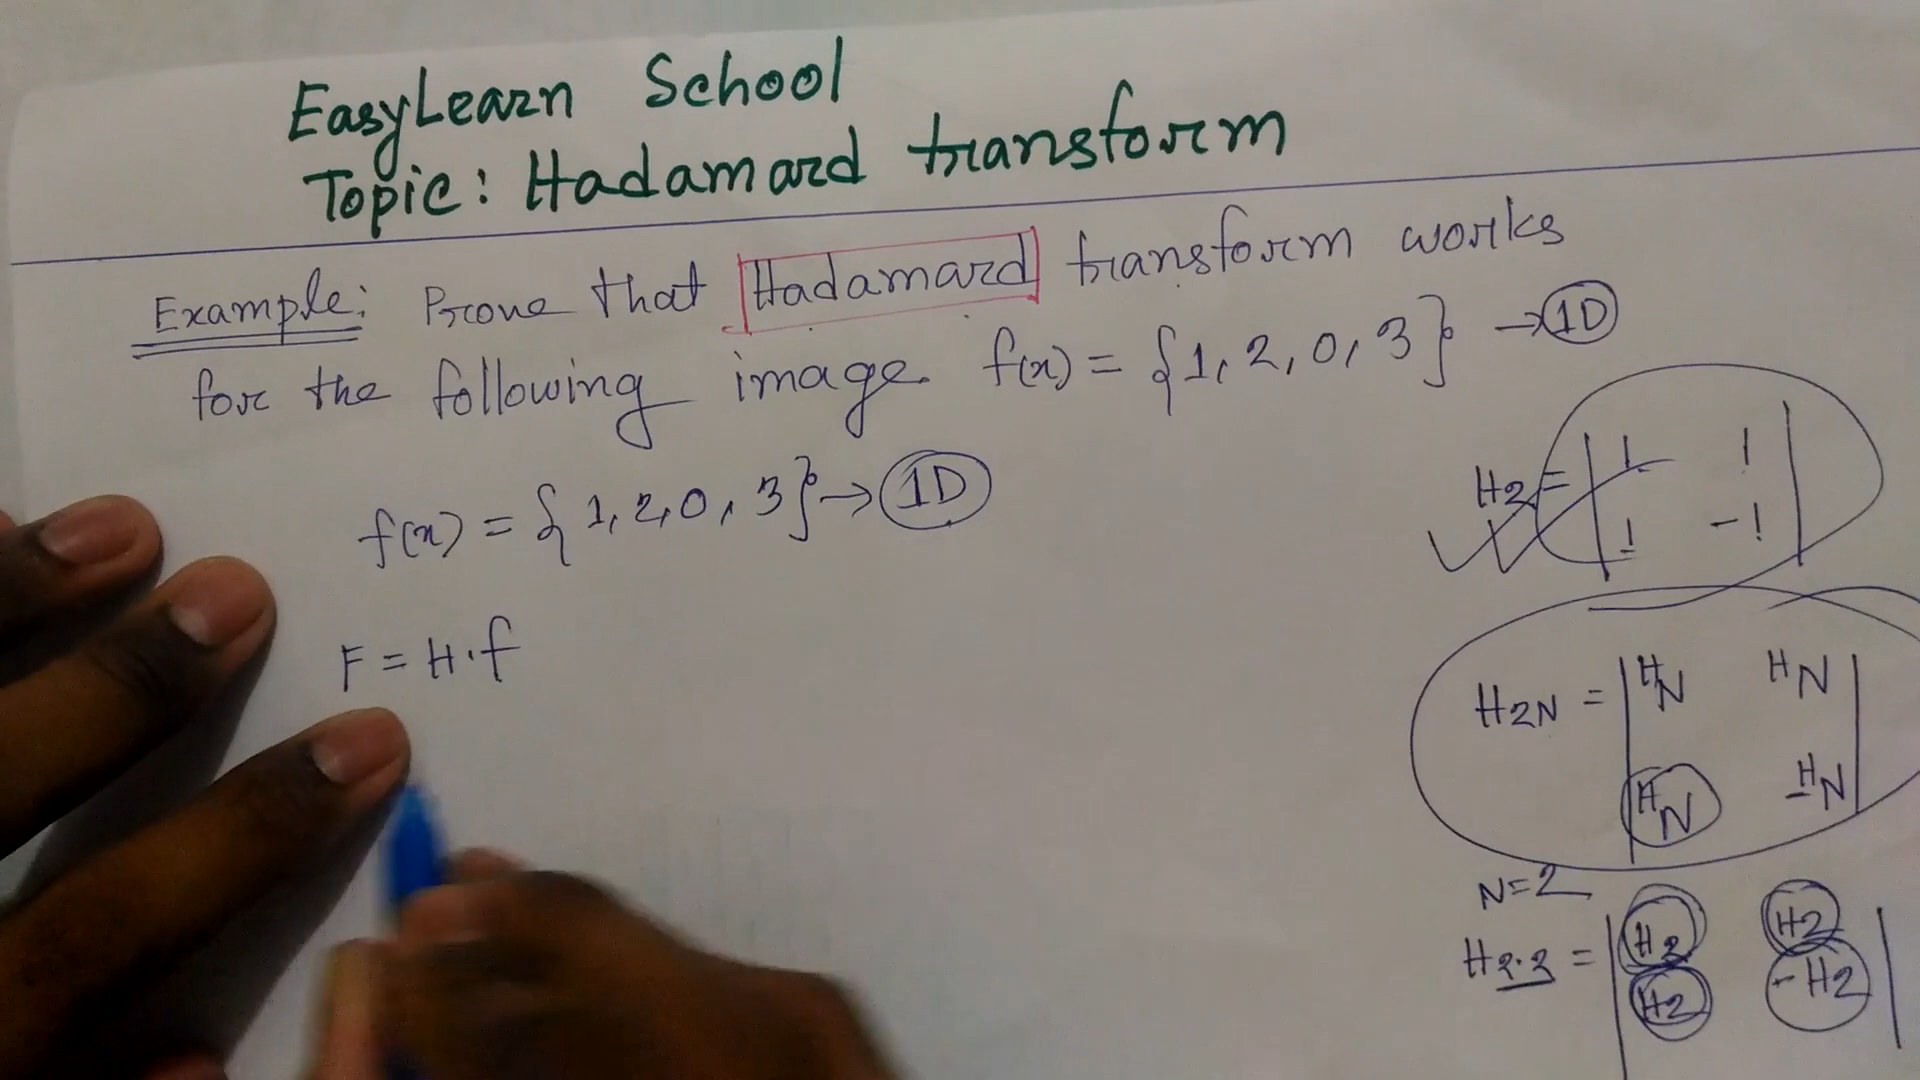 EasyLearn School
Topic: Hadamard transform
Example: Prove that Hadamard transform works
for the following image. f(x) = {1, 2, 0, 3} → 1D
f(x) = {1, 2, 0, 3} → 1D
F = H.f
H2 = | 1 1 |
| 1 -1 |
H2N = | HN HN |
| HN -HN |
N=2
H2.2 = | H2 H2 |
| H2 -H2 |